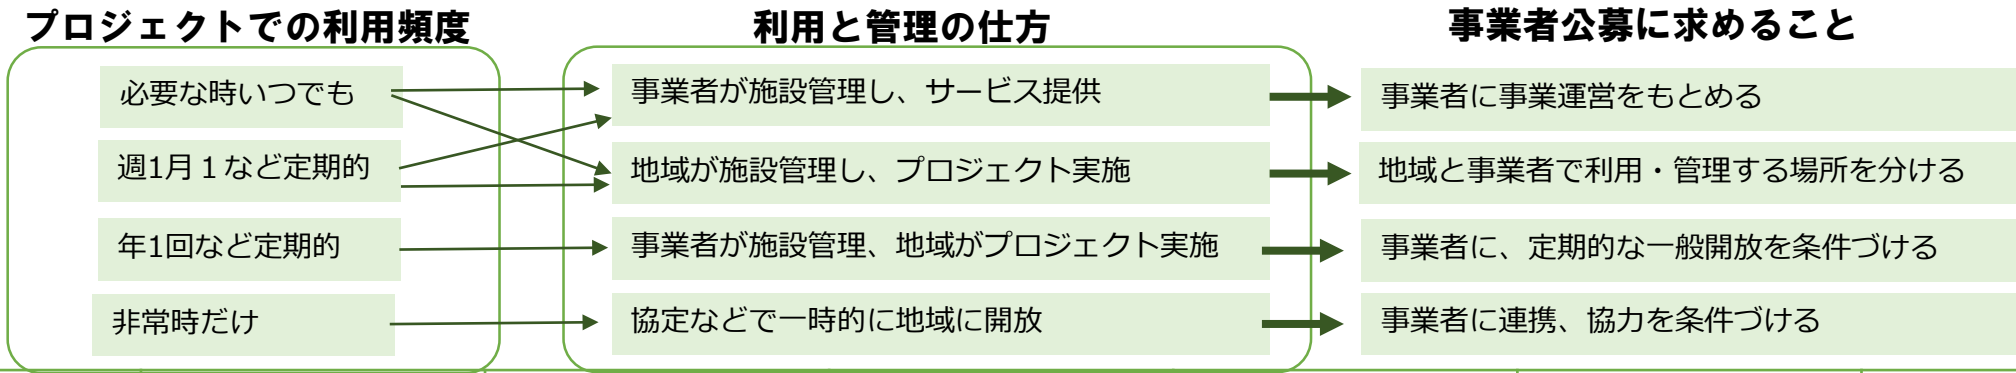 プロジェクトでの利用頻度 利用と管理の仕方 事業者公募に求めること
必要な時いつでも 事業者が施設管理し、サービス提供 事業者に事業運営をもとめる
週1月１など定期的 地域が施設管理し、プロジェクト実施 地域と事業者で利用・管理する場所を分ける
年1回など定期的 事業者が施設管理、地域がプロジェクト実施 事業者に、定期的な一般開放を条件づける
非常時だけ 協定などで一時的に地域に開放 事業者に連携、協力を条件づける